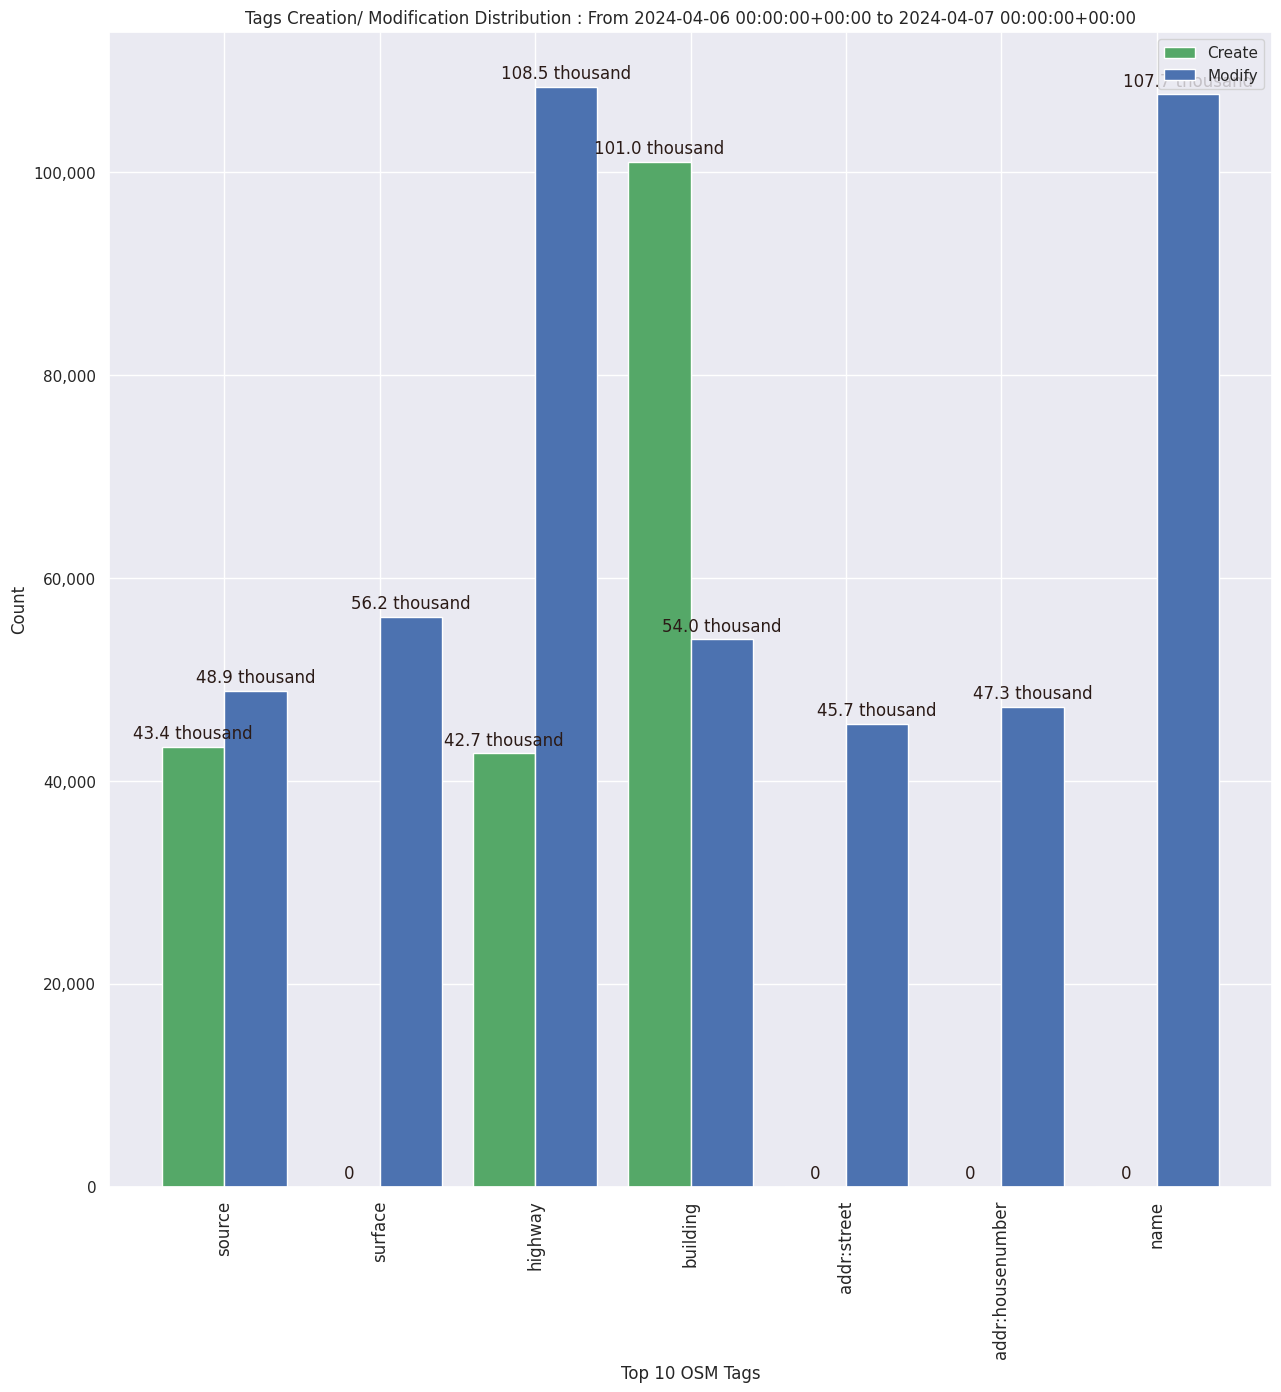 Tags Creation/ Modification Distribution : From 2024-04-06 00:00:00+00:00 to 2024-04-07 00:00:00+00:00
Create
Modify
108.5 thousand
107.7 thousand
101.0 thousand
100,000
80,000
60,000
56.2 thousand
54.0 thousand
48.9 thousand
47.3 thousand
45.7 thousand
43.4 thousand
42.7 thousand
40,000
20,000
0
0
0
0
0
Count
source
surface
highway
building
addr:street
addr:housenumber
name
Top 10 OSM Tags